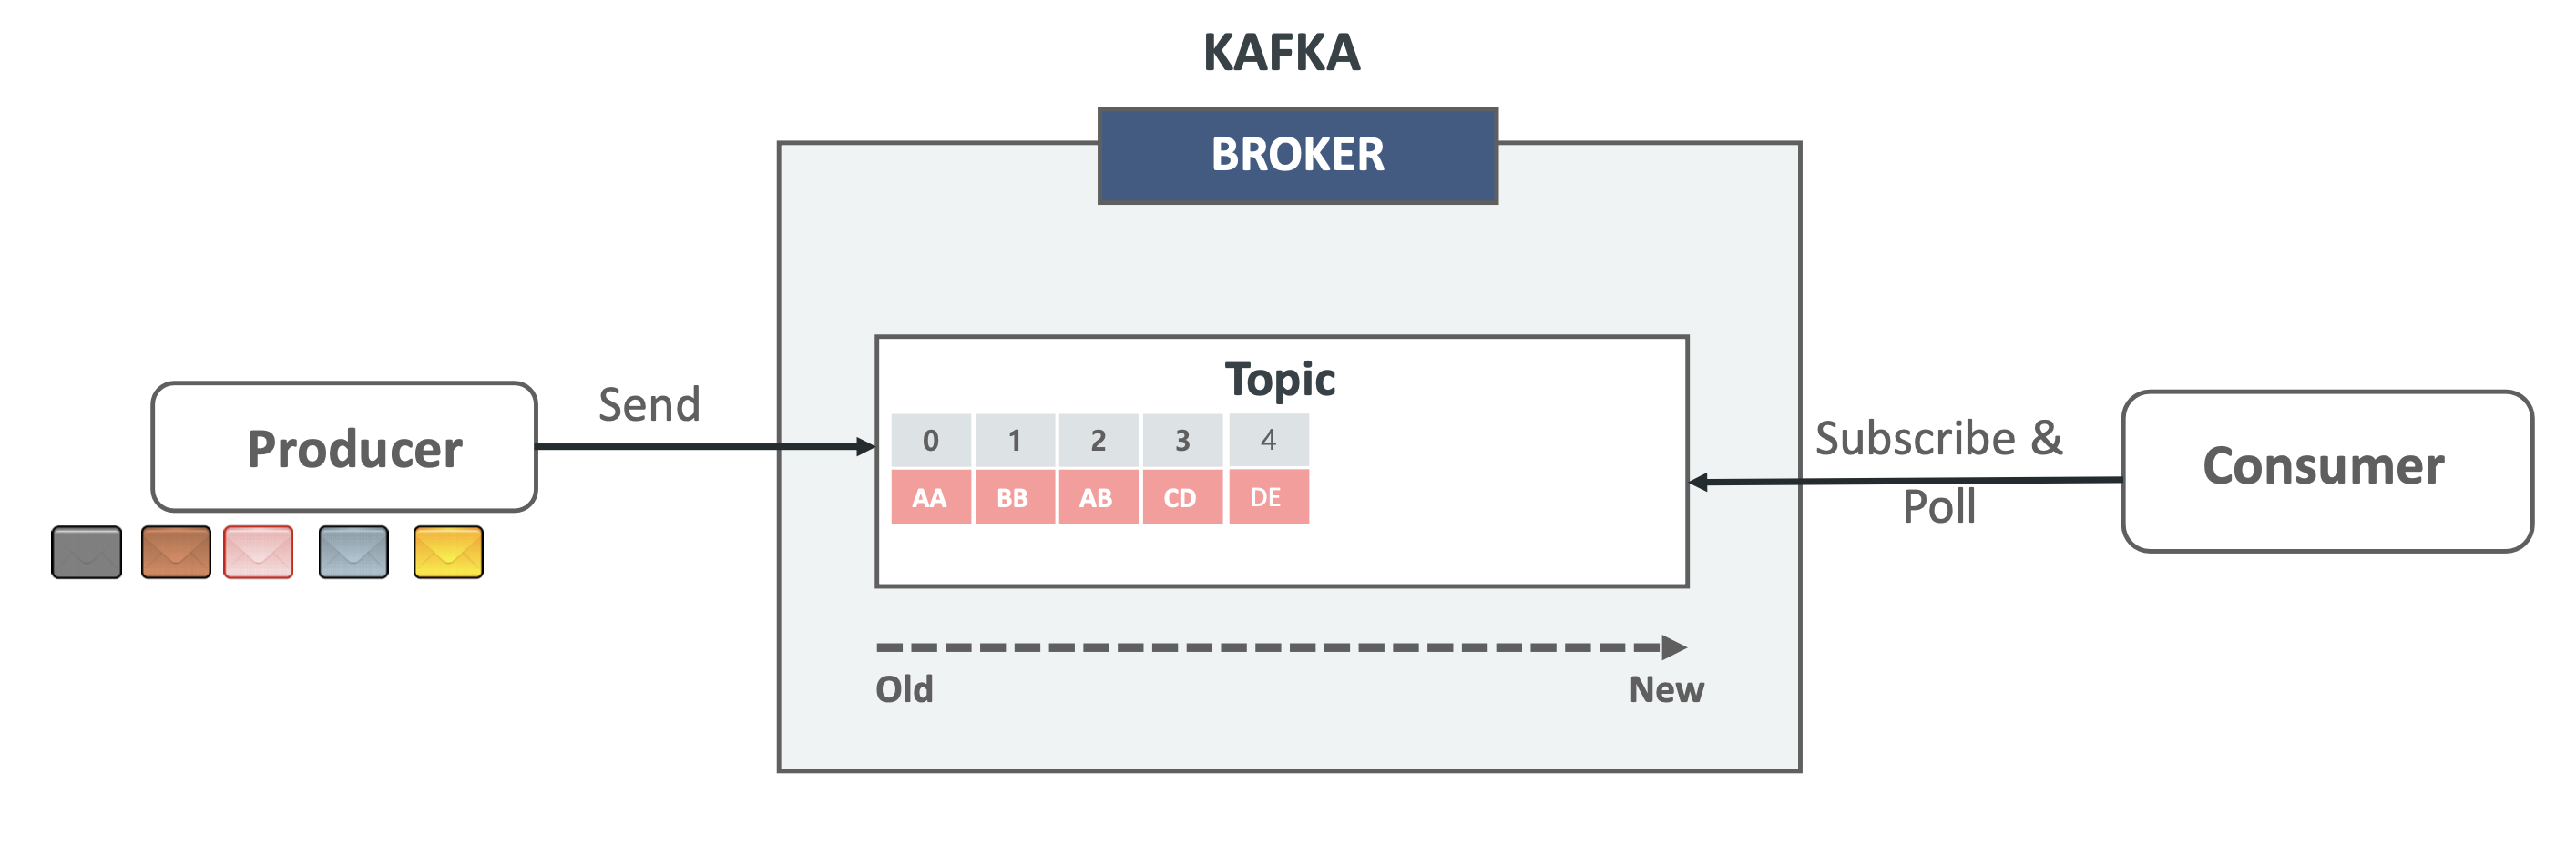 KAFKA
BROKER
Topic
Send
Producer
0 1 2 3 4
AA BB AB CD DE
Subscribe &
Poll
Consumer
Old New